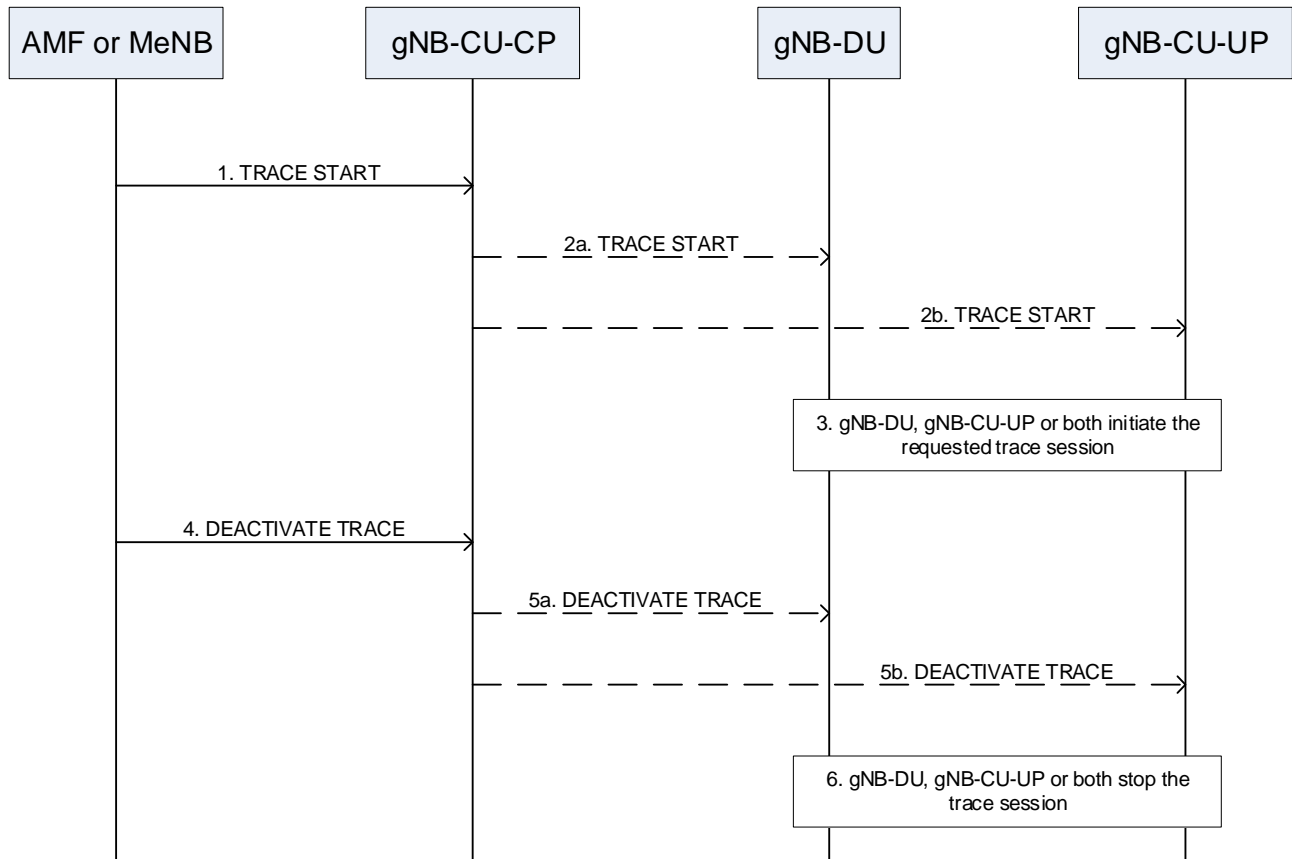 AMF or MeNB
gNB-CU-CP
gNB-DU
gNB-CU-UP
1. TRACE START
2a. TRACE START
2b. TRACE START
3. gNB-DU, gNB-CU-UP or both initiate the
requested trace session
4. DEACTIVATE TRACE
5a. DEACTIVATE TRACE
5b. DEACTIVATE TRACE
6. gNB-DU, gNB-CU-UP or both stop the
trace session